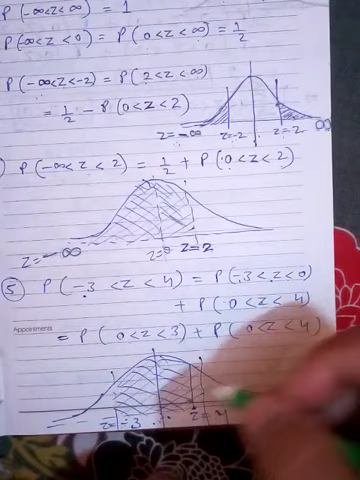 P(-∞<z<∞) = 1
P(∞<z<0) = P(0<z<∞) = 1/2
P(-∞<z<-2) = P(2<z<∞)
= 1/2 - P(0<z<2)
z=-∞ z=-2 z=2 ∞
) P(-∞<z<2) = 1/2 + P(0<z<2)
z=-∞ z=0 z=2
5) P(-3<z<4) = P(-3<z<0)
+ P(0<z<4)
Appointments
= P(0<z<3) + P(0<z<4)
z=-3 z=4